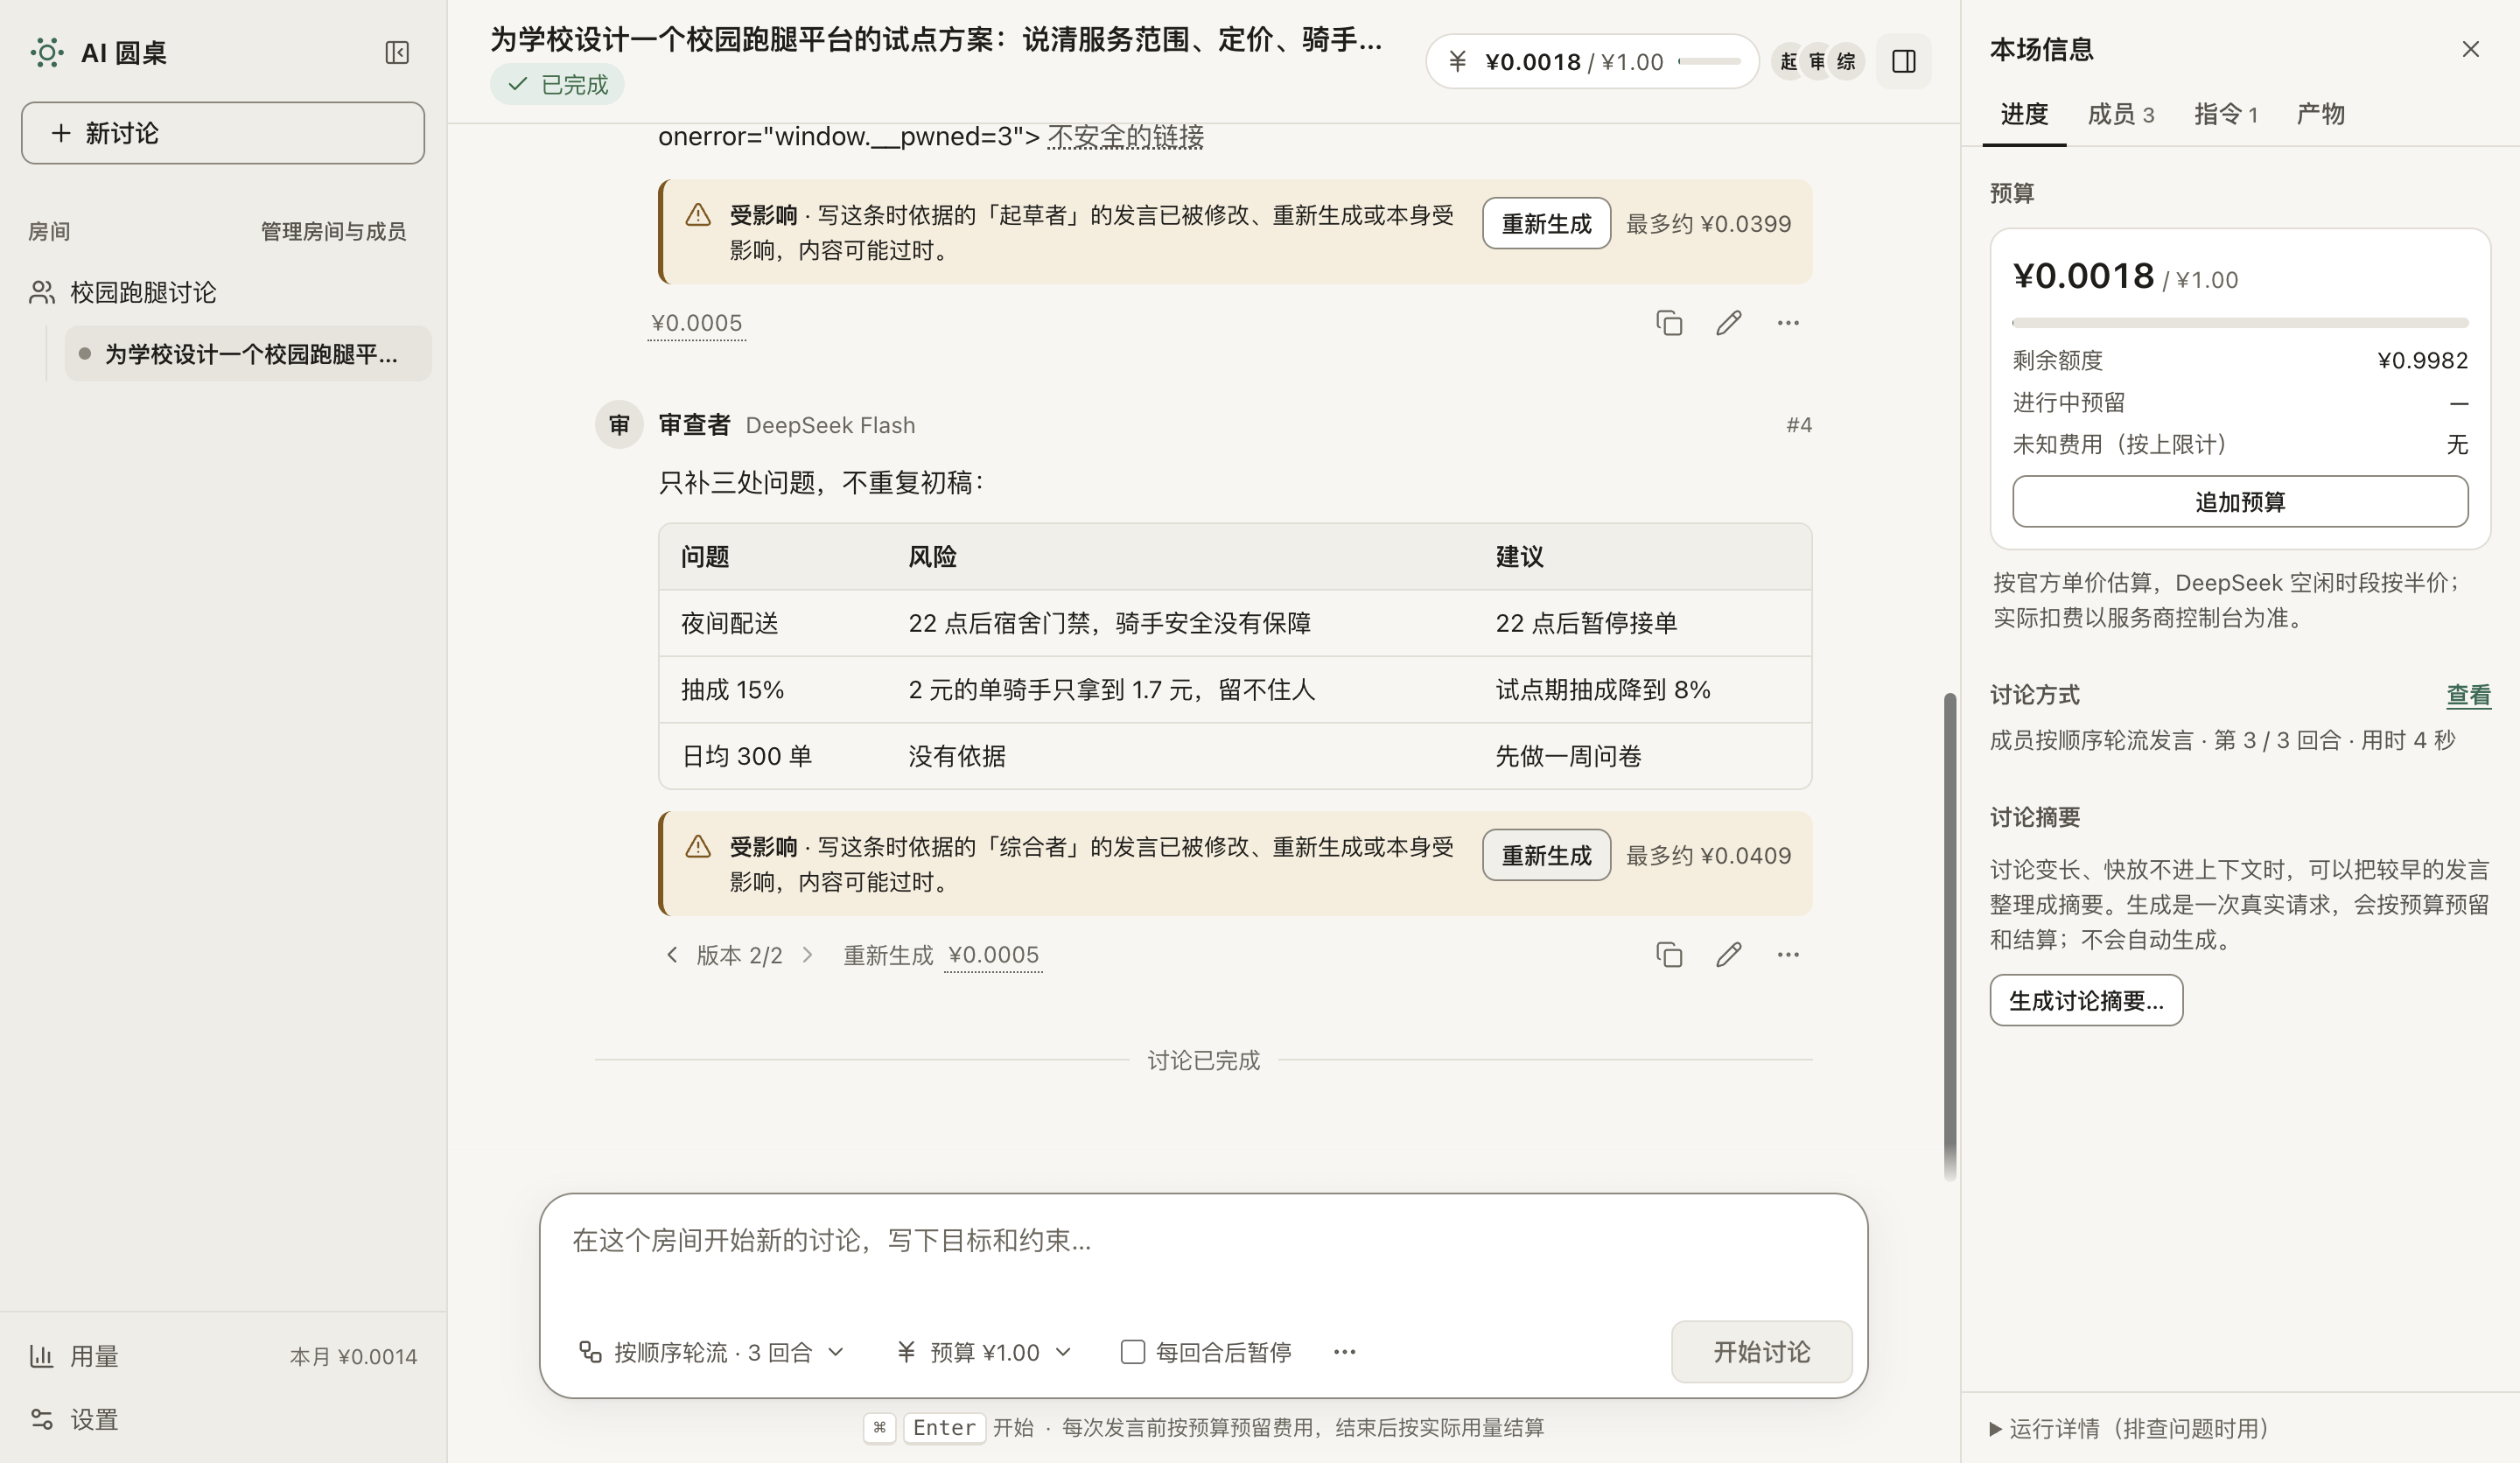 AI 圆桌
新讨论
房间
管理房间与成员
校园跑腿讨论
为学校设计一个校园跑腿平...
用量
本月 ¥0.0014
设置
为学校设计一个校园跑腿平台的试点方案：说清服务范围、定价、骑手...
已完成
¥0.0018 / ¥1.00
起 审 综
onerror="window.__pwned=3"> 不安全的链接
受影响 · 写这条时依据的「起草者」的发言已被修改、重新生成或本身受
影响，内容可能过时。
重新生成
最多约 ¥0.0399
¥0.0005
审
审查者 DeepSeek Flash
#4
只补三处问题，不重复初稿：
问题 风险 建议
夜间配送 22 点后宿舍门禁，骑手安全没有保障 22 点后暂停接单
抽成 15% 2 元的单骑手只拿到 1.7 元，留不住人 试点期抽成降到 8%
日均 300 单 没有依据 先做一周问卷
受影响 · 写这条时依据的「综合者」的发言已被修改、重新生成或本身受
影响，内容可能过时。
重新生成
最多约 ¥0.0409
版本 2/2 重新生成 ¥0.0005
讨论已完成
在这个房间开始新的讨论，写下目标和约束...
按顺序轮流 · 3 回合
¥ 预算 ¥1.00
每回合后暂停
开始讨论
⌘ Enter 开始 · 每次发言前按预算预留费用，结束后按实际用量结算
本场信息
进度 成员 3 指令 1 产物
预算
¥0.0018 / ¥1.00
剩余额度 ¥0.9982
进行中预留 —
未知费用（按上限计） 无
追加预算
按官方单价估算，DeepSeek 空闲时段按半价；
实际扣费以服务商控制台为准。
讨论方式 查看
成员按顺序轮流发言 · 第 3 / 3 回合 · 用时 4 秒
讨论摘要
讨论变长、快放不进上下文时，可以把较早的发言
整理成摘要。生成是一次真实请求，会按预算预留
和结算；不会自动生成。
生成讨论摘要...
运行详情（排查问题时用）